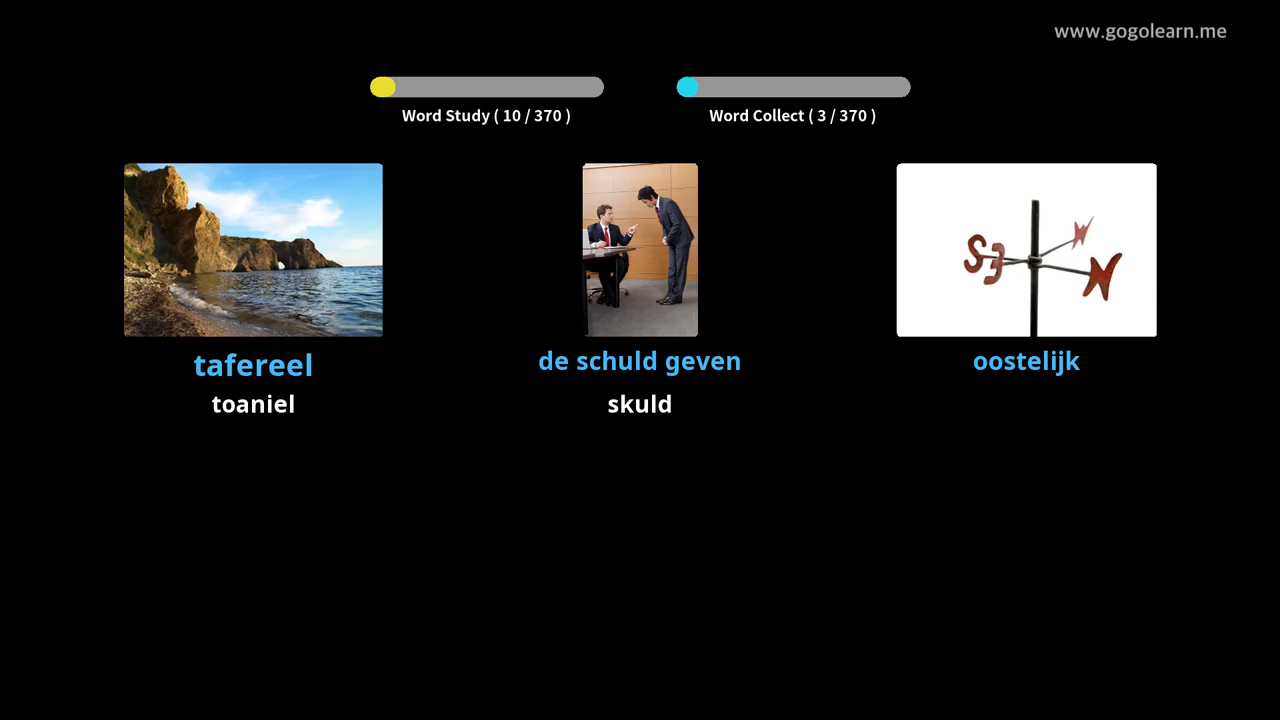 www.gogolearn.me
Word Study ( 10 / 370 )
Word Collect ( 3 / 370 )
S E N
tafereel
de schuld geven
oostelijk
toaniel
skuld